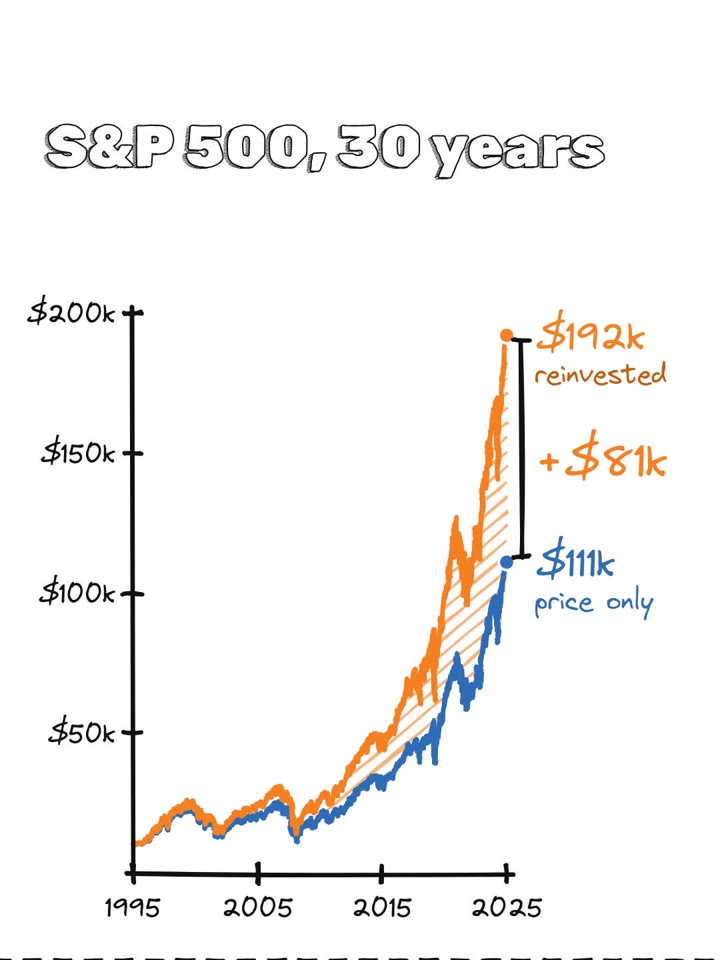 S&P 500, 30 years
$200k
$192k
reinvested
$150k
+$81k
$111k
$100k
price only
$50k
1995 2005 2015 2025